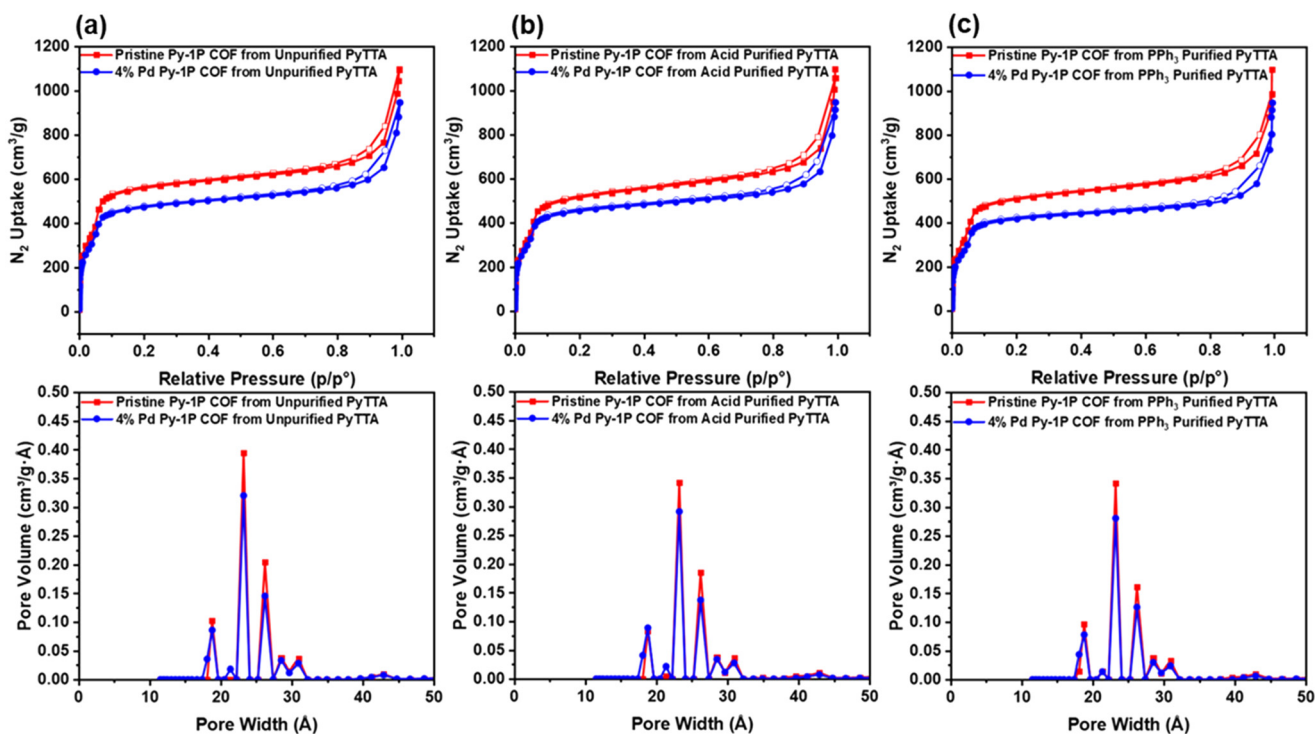 (a)
Pristine Py-1P COF from Unpurified PyTTA
4% Pd Py-1P COF from Unpurified PyTTA
N₂ Uptake (cm³/g)
1200
1000
800
600
400
200
0
0.0 0.2 0.4 0.6 0.8 1.0
Relative Pressure (p/p°)
(b)
Pristine Py-1P COF from Acid Purified PyTTA
4% Pd Py-1P COF from Acid Purified PyTTA
N₂ Uptake (cm³/g)
1200
1000
800
600
400
200
0
0.0 0.2 0.4 0.6 0.8 1.0
Relative Pressure (p/p°)
(c)
Pristine Py-1P COF from PPh₃ Purified PyTTA
4% Pd Py-1P COF from PPh₃ Purified PyTTA
N₂ Uptake (cm³/g)
1200
1000
800
600
400
200
0
0.0 0.2 0.4 0.6 0.8 1.0
Relative Pressure (p/p°)
Pristine Py-1P COF from Unpurified PyTTA
4% Pd Py-1P COF from Unpurified PyTTA
Pore Volume (cm³/g·Å)
0.50
0.45
0.40
0.35
0.30
0.25
0.20
0.15
0.10
0.05
0.00
0 10 20 30 40 50
Pore Width (Å)
Pristine Py-1P COF from Acid Purified PyTTA
4% Pd Py-1P COF from Acid Purified PyTTA
Pore Volume (cm³/g·Å)
0.50
0.45
0.40
0.35
0.30
0.25
0.20
0.15
0.10
0.05
0.00
0 10 20 30 40 50
Pore Width (Å)
Pristine Py-1P COF from PPh₃ Purified PyTTA
4% Pd Py-1P COF from PPh₃ Purified PyTTA
Pore Volume (cm³/g·Å)
0.50
0.45
0.40
0.35
0.30
0.25
0.20
0.15
0.10
0.05
0.00
0 10 20 30 40 50
Pore Width (Å)